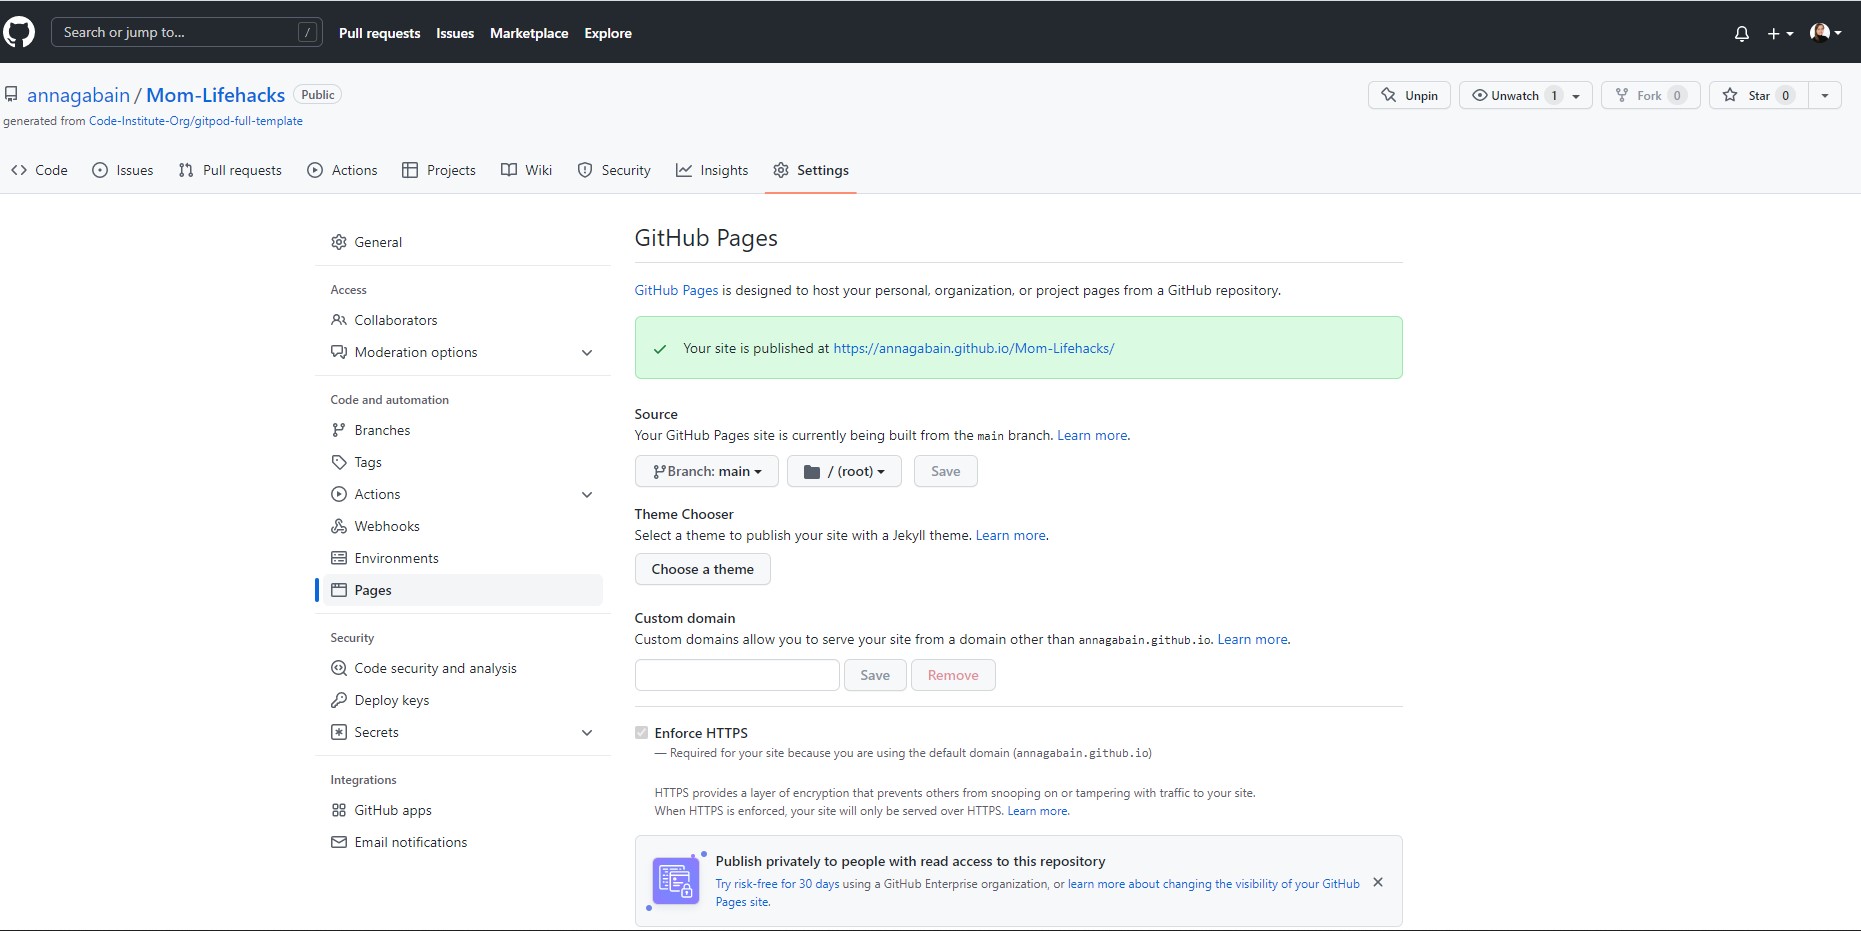 Search or jump to... /
Pull requests Issues Marketplace Explore
annagabain / Mom-Lifehacks Public
Unpin Unwatch 1 Fork 0 Star 0
generated from Code-Institute-Org/gitpod-full-template
Code Issues Pull requests Actions Projects Wiki Security Insights Settings
General
Access
Collaborators
Moderation options
Code and automation
Branches
Tags
Actions
Webhooks
Environments
Pages
Security
Code security and analysis
Deploy keys
Secrets
Integrations
GitHub apps
Email notifications
GitHub Pages
GitHub Pages is designed to host your personal, organization, or project pages from a GitHub repository.
Your site is published at https://annagabain.github.io/Mom-Lifehacks/
Source
Your GitHub Pages site is currently being built from the main branch. Learn more.
Branch: main / (root) Save
Theme Chooser
Select a theme to publish your site with a Jekyll theme. Learn more.
Choose a theme
Custom domain
Custom domains allow you to serve your site from a domain other than annagabain.github.io. Learn more.
Save Remove
Enforce HTTPS
— Required for your site because you are using the default domain (annagabain.github.io)
HTTPS provides a layer of encryption that prevents others from snooping on or tampering with traffic to your site.
When HTTPS is enforced, your site will only be served over HTTPS. Learn more.
Publish privately to people with read access to this repository
Try risk-free for 30 days using a GitHub Enterprise organization, or learn more about changing the visibility of your GitHub
Pages site.